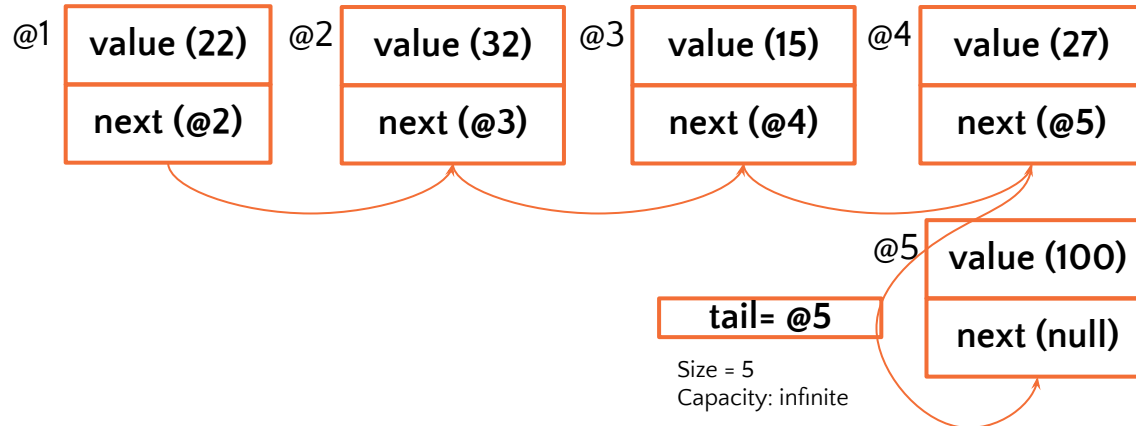 @1
value (22)
next (@2)
@2
value (32)
next (@3)
@3
value (15)
next (@4)
@4
value (27)
next (@5)
@5
value (100)
next (null)
tail= @5
Size = 5
Capacity: infinite